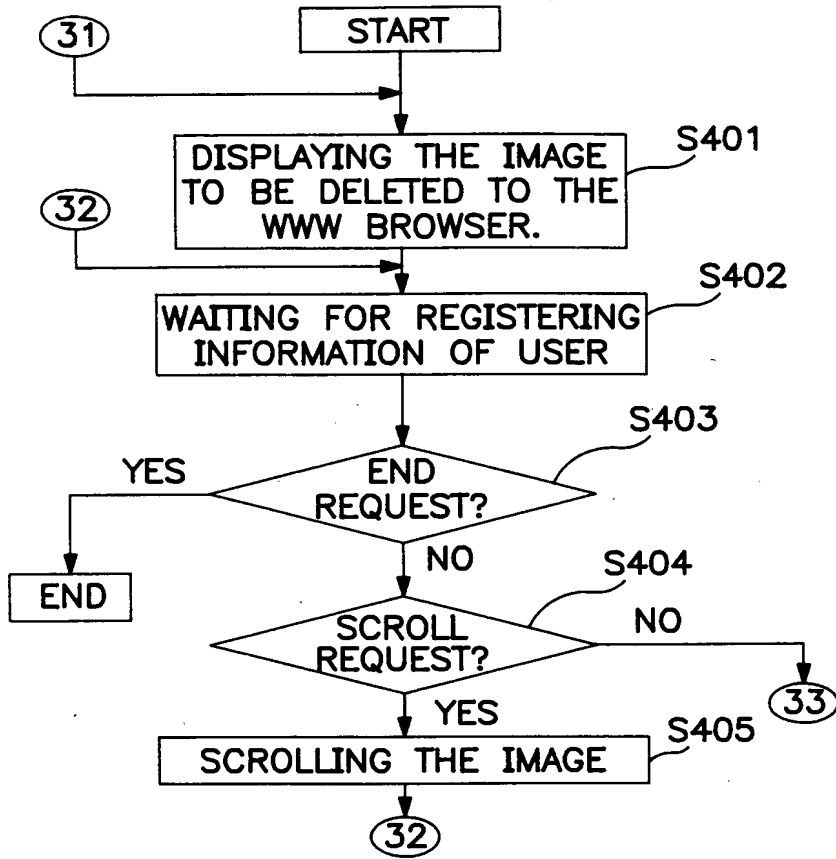 31
START
DISPLAYING THE IMAGE
TO BE DELETED TO THE
WWW BROWSER.
S401
32
WAITING FOR REGISTERING
INFORMATION OF USER
S402
END
REQUEST?
S403
YES
NO
END
SCROLL
REQUEST?
S404
NO
33
YES
SCROLLING THE IMAGE
S405
32